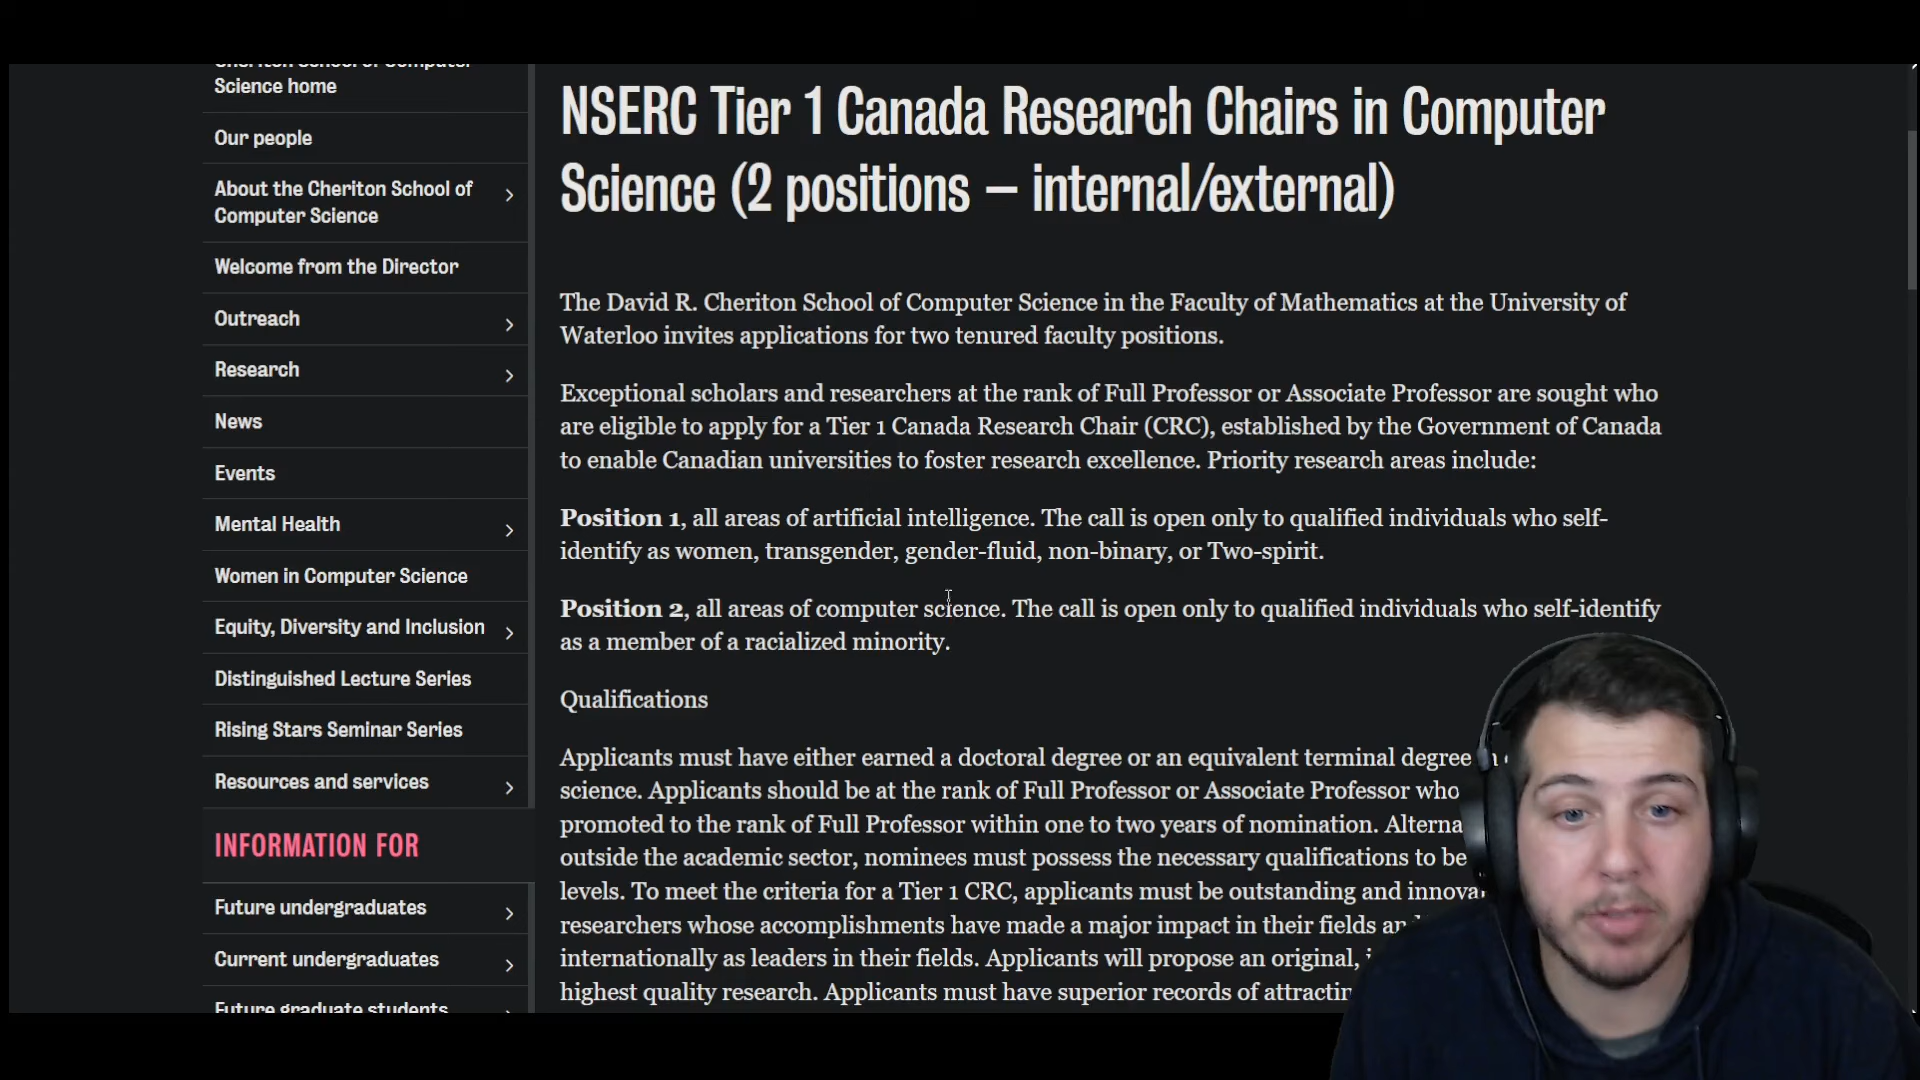 Cheriton School of Computer
Science home
Our people
About the Cheriton School of
Computer Science
Welcome from the Director
Outreach
Research
News
Events
Mental Health
Women in Computer Science
Equity, Diversity and Inclusion
Distinguished Lecture Series
Rising Stars Seminar Series
Resources and services
INFORMATION FOR
Future undergraduates
Current undergraduates
Future graduate students
NSERC Tier 1 Canada Research Chairs in Computer
Science (2 positions – internal/external)
The David R. Cheriton School of Computer Science in the Faculty of Mathematics at the University of
Waterloo invites applications for two tenured faculty positions.
Exceptional scholars and researchers at the rank of Full Professor or Associate Professor are sought who
are eligible to apply for a Tier 1 Canada Research Chair (CRC), established by the Government of Canada
to enable Canadian universities to foster research excellence. Priority research areas include:
Position 1, all areas of artificial intelligence. The call is open only to qualified individuals who self-
identify as women, transgender, gender-fluid, non-binary, or Two-spirit.
Position 2, all areas of computer science. The call is open only to qualified individuals who self-identify
as a member of a racialized minority.
Qualifications
Applicants must have either earned a doctoral degree or an equivalent terminal degree
science. Applicants should be at the rank of Full Professor or Associate Professor who
promoted to the rank of Full Professor within one to two years of nomination.
outside the academic sector, nominees must possess the necessary qualifications to be
levels. To meet the criteria for a Tier 1 CRC, applicants must be outstanding and
researchers whose accomplishments have made a major impact in their fields
internationally as leaders in their fields. Applicants will propose an original,
highest quality research. Applicants must have superior records of